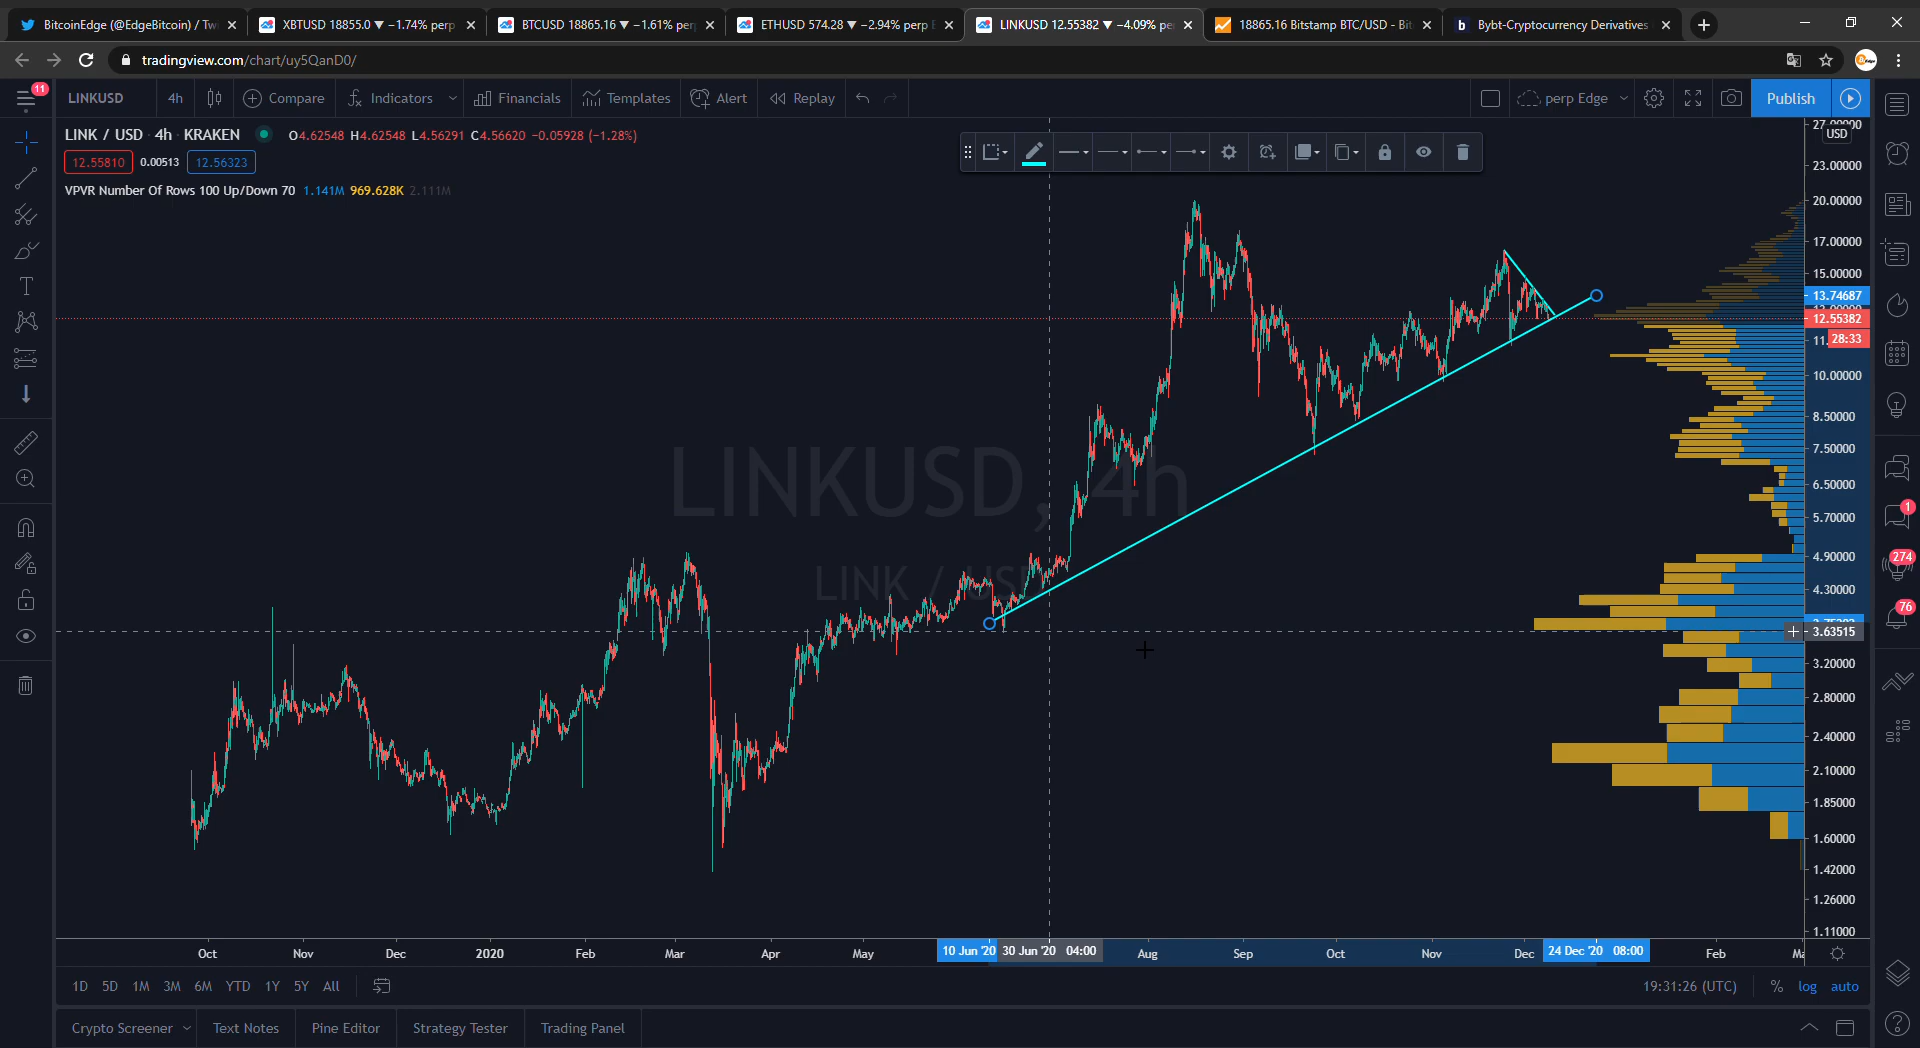 BitcoinEdge (@EdgeBitcoin) / Tw
XBTUSD 18855.0 ▼ −1.74% perp
BTCUSD 18865.16 ▼ −1.61% per
ETHUSD 574.28 ▼ −2.94% perp E
LINKUSD 12.55382 ▼ −4.09% pe
18865.16 Bitstamp BTC/USD - Bit
Bybt-Cryptocurrency Derivatives
tradingview.com/chart/uy5QanD0/
11
LINKUSD 4h Compare Indicators Financials Templates Alert Replay perp Edge Publish
LINK / USD · 4h · KRAKEN O4.62548 H4.62548 L4.56291 C4.56620 −0.05928 (−1.28%)
12.55810 0.00513 12.56323
VPVR Number Of Rows 100 Up/Down 70 1.141M 969.628K 2.111M
LINKUSD, 4h
LINK / USD
27.00000
USD
23.00000
20.00000
17.00000
15.00000
13.74687
12.55382
28:33
10.00000
8.50000
7.50000
6.50000
5.70000
4.90000
4.30000
3.63515
3.20000
2.80000
2.40000
2.10000
1.85000
1.60000
1.42000
1.26000
1.11000
1
274
76
Oct Nov Dec 2020 Feb Mar Apr May 10 Jun '20 30 Jun '20 04:00 Aug Sep Oct Nov Dec 24 Dec '20 08:00 Feb
1D 5D 1M 3M 6M YTD 1Y 5Y All 19:31:26 (UTC) % log auto
Crypto Screener Text Notes Pine Editor Strategy Tester Trading Panel